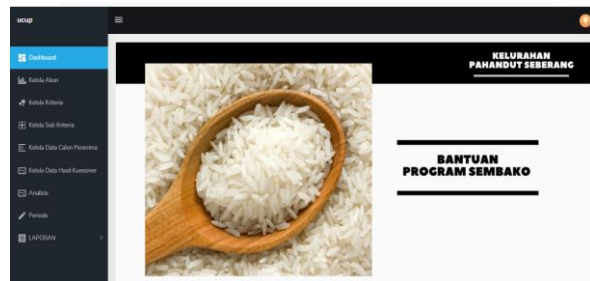 ucup
Dashboard
Kelola Akun
Kelola Kriteria
Kelola Sub Kriteria
Kelola Data Calon Penerima
Kelola Data Hasil Kuesioner
Analisis
Periode
LAPORAN
KELURAHAN
PAHANDUT SEBERANG
BANTUAN
PROGRAM SEMBAKO